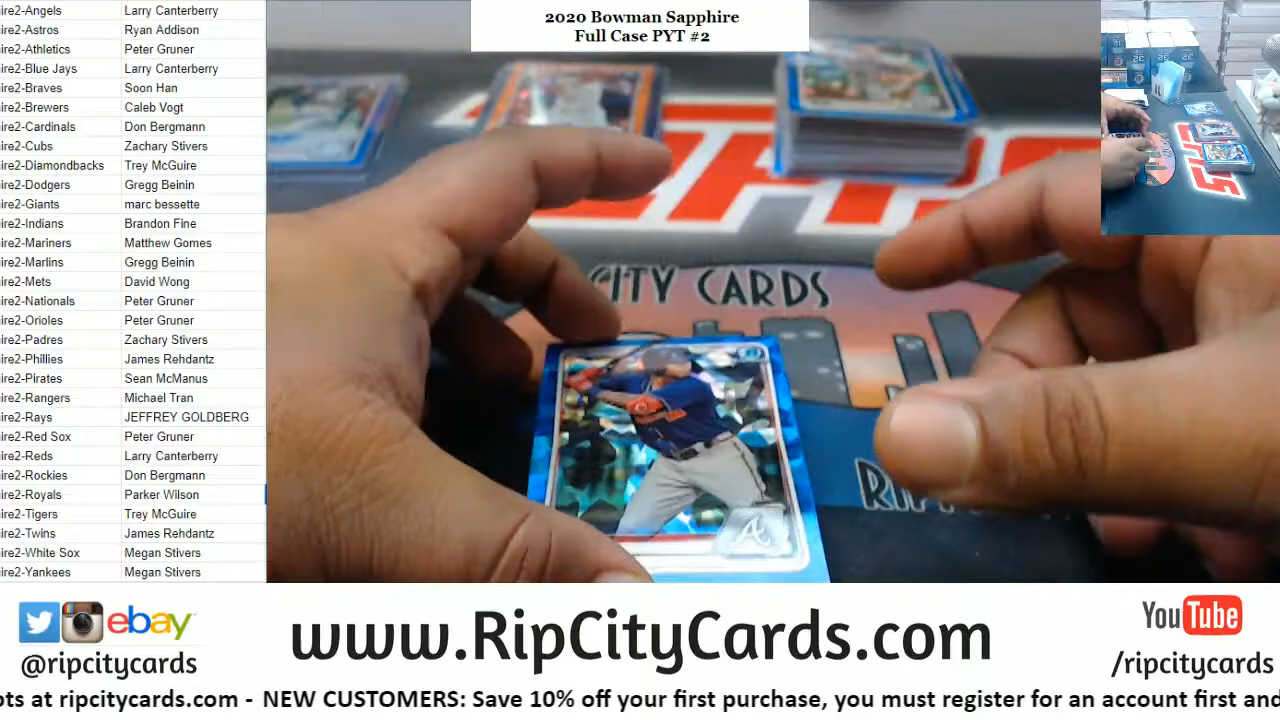 2020 Bowman Sapphire
Full Case PYT #2
ire2-Angels Larry Canterberry
ire2-Astros Ryan Addison
ire2-Athletics Peter Gruner
ire2-Blue Jays Larry Canterberry
ire2-Braves Soon Han
ire2-Brewers Caleb Vogt
ire2-Cardinals Don Bergmann
ire2-Cubs Zachary Stivers
ire2-Diamondbacks Trey McGuire
ire2-Dodgers Gregg Beinin
ire2-Giants marc bessette
ire2-Indians Brandon Fine
ire2-Mariners Matthew Gomes
ire2-Marlins Gregg Beinin
ire2-Mets David Wong
ire2-Nationals Peter Gruner
ire2-Orioles Peter Gruner
ire2-Padres Zachary Stivers
ire2-Phillies James Rehdantz
ire2-Pirates Sean McManus
ire2-Rangers Michael Tran
ire2-Rays JEFFREY GOLDBERG
ire2-Red Sox Peter Gruner
ire2-Reds Larry Canterberry
ire2-Rockies Don Bergmann
ire2-Royals Parker Wilson
ire2-Tigers Trey McGuire
ire2-Twins James Rehdantz
ire2-White Sox Megan Stivers
ire2-Yankees Megan Stivers
CITY CARDS
A
ebay
@ripcitycards
www.RipCityCards.com
YouTube
/ripcitycards
ots at ripcitycards.com - NEW CUSTOMERS: Save 10% off your first purchase, you must register for an account first and